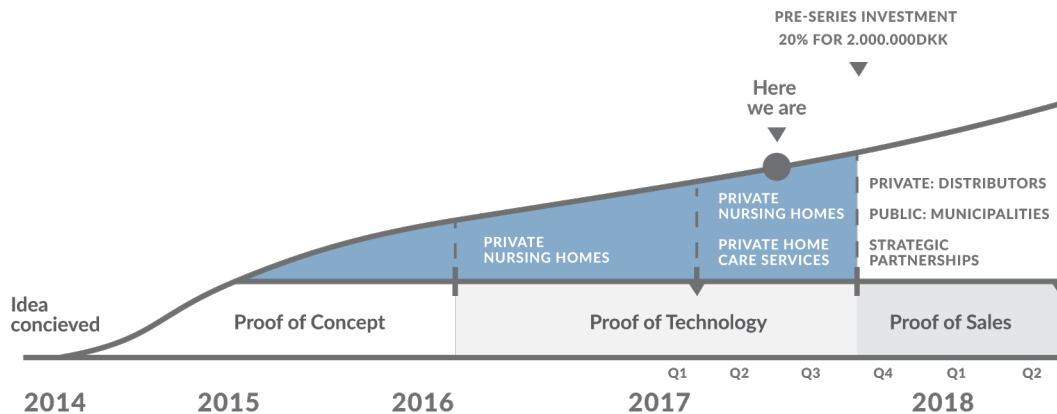 PRE-SERIES INVESTMENT
20% FOR 2.000.000DKK
Here
we are
PRIVATE
NURSING HOMES
PRIVATE
NURSING HOMES
PRIVATE HOME
CARE SERVICES
PRIVATE: DISTRIBUTORS
PUBLIC: MUNICIPALITIES
STRATEGIC
PARTNERSHIPS
Idea
concieved
Proof of Concept
Proof of Technology
Proof of Sales
Q1 Q2 Q3 Q4 Q1 Q2
2014 2015 2016 2017 2018